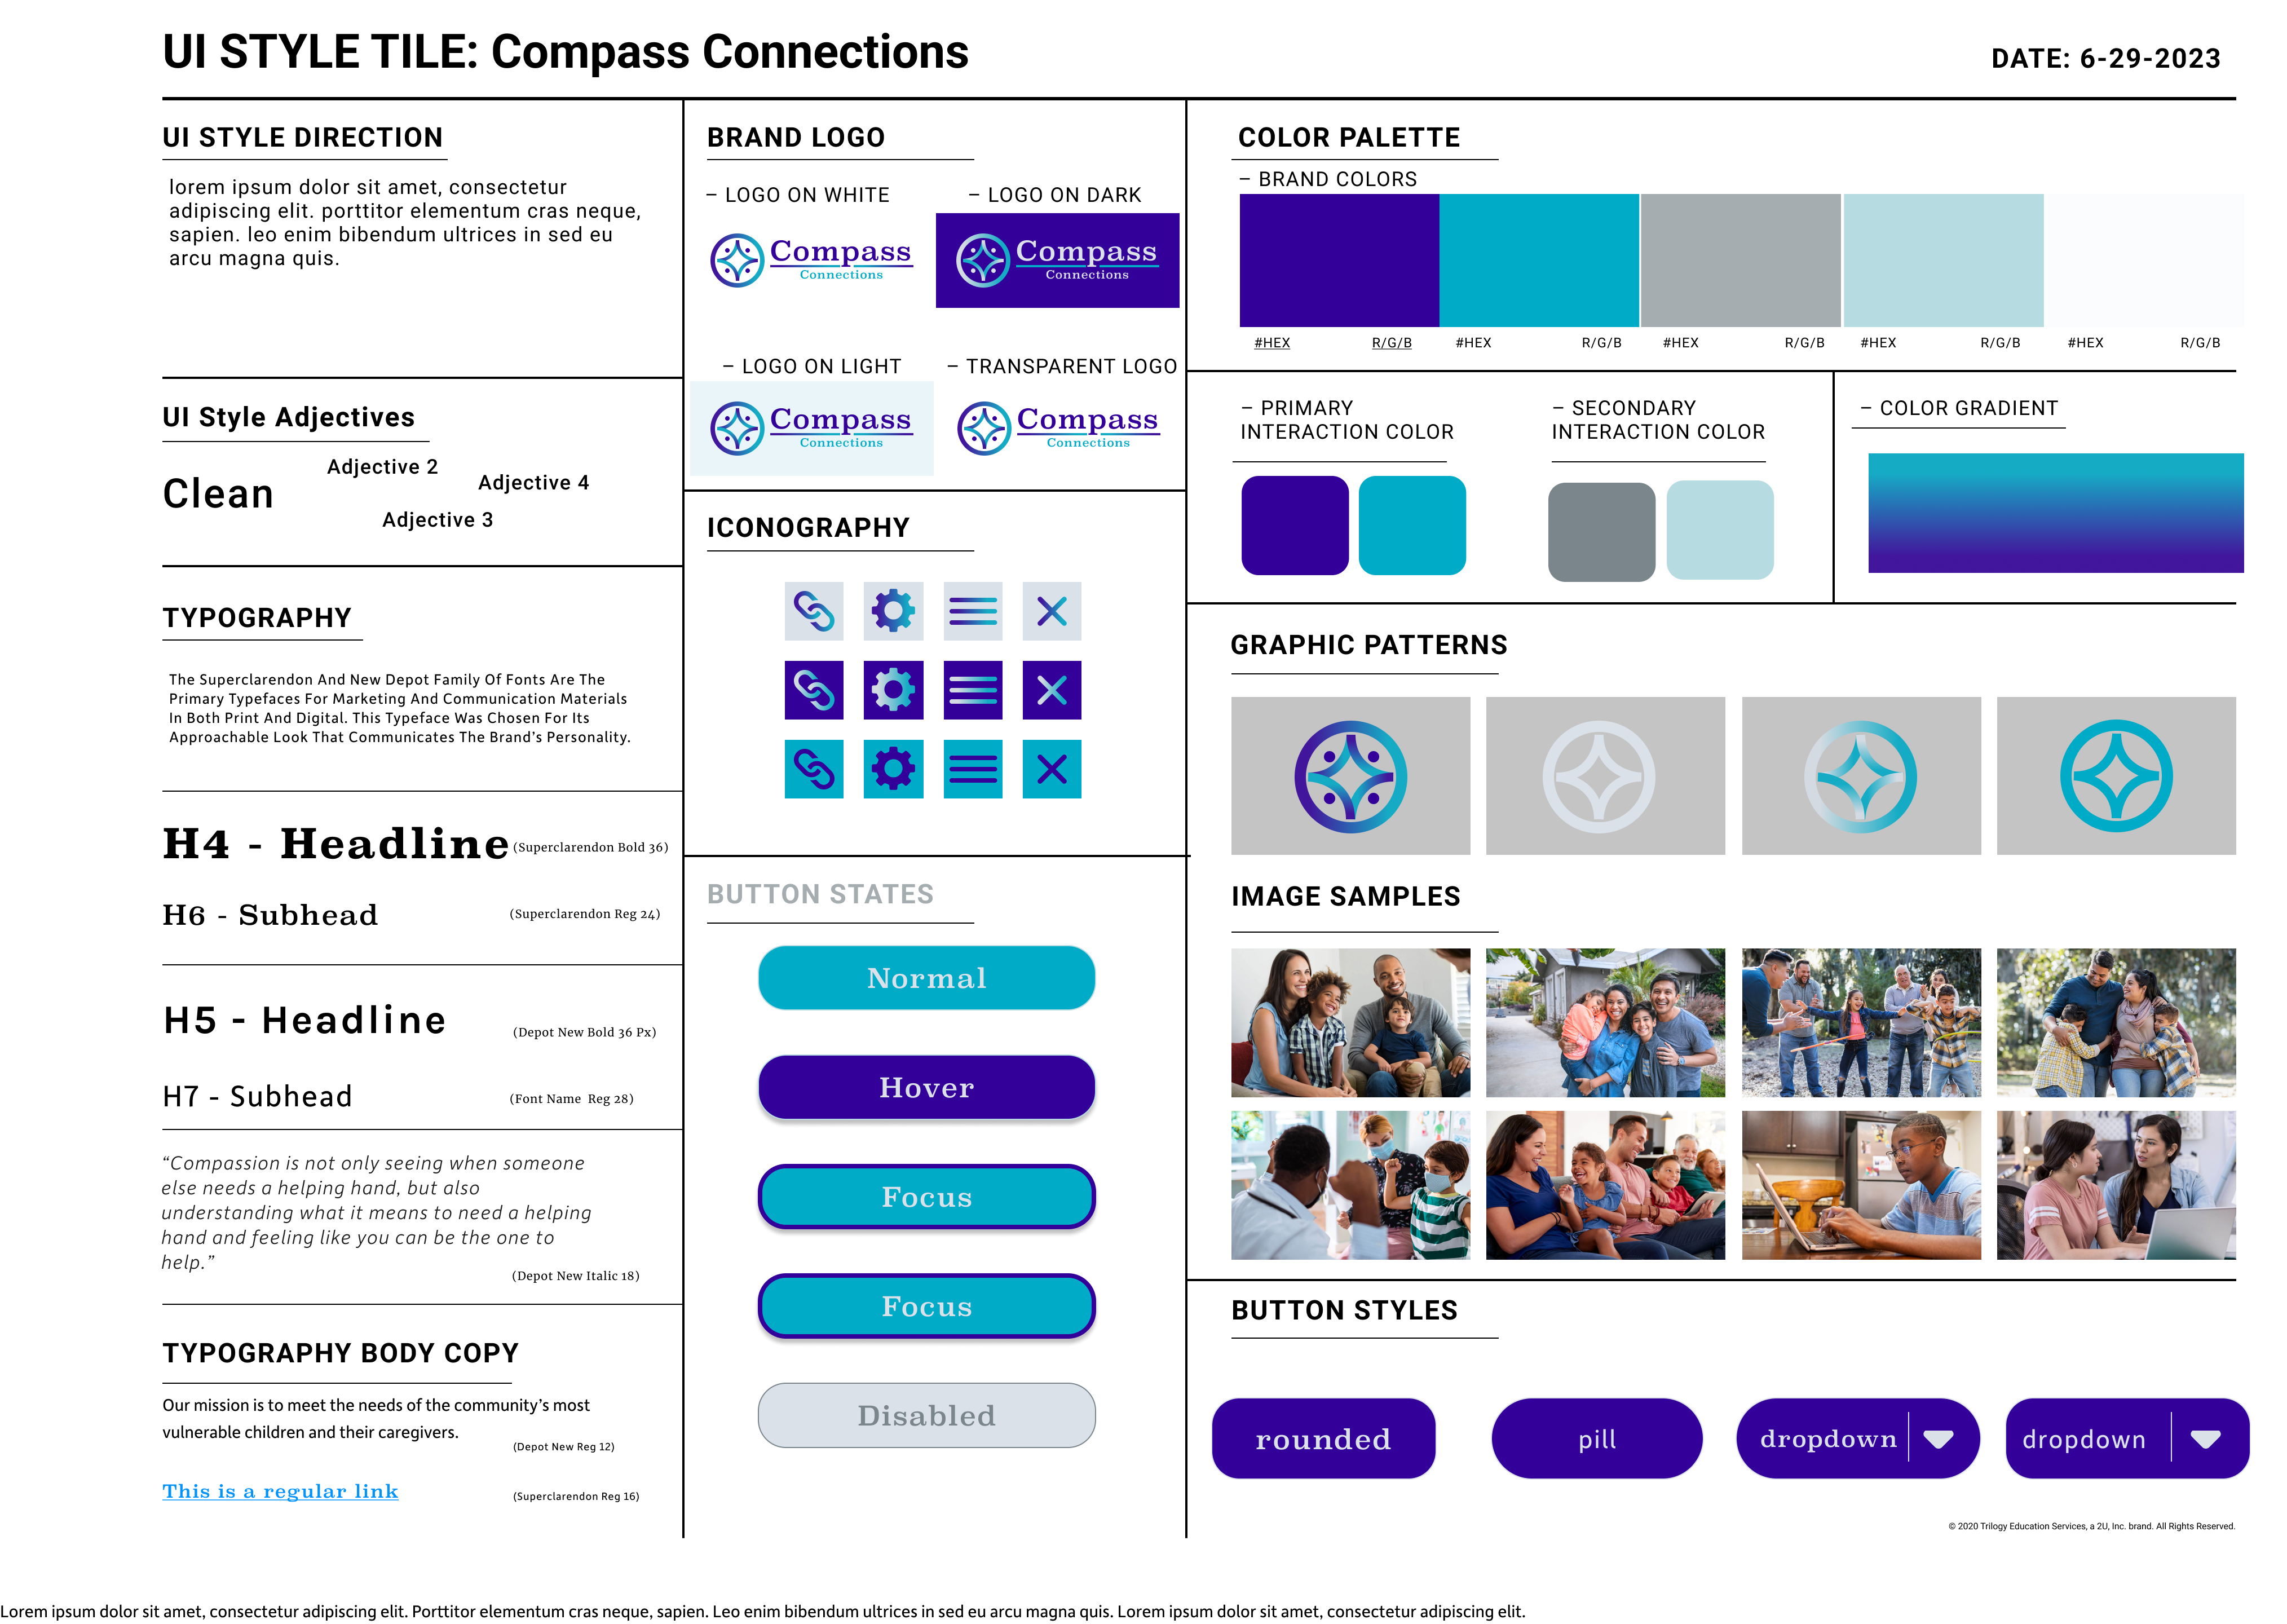 UI STYLE TILE: Compass Connections
DATE: 6-29-2023
UI STYLE DIRECTION
lorem ipsum dolor sit amet, consectetur
adipiscing elit. porttitor elementum cras neque,
sapien. leo enim bibendum ultrices in sed eu
arcu magna quis.
UI Style Adjectives
Clean
Adjective 2
Adjective 4
Adjective 3
TYPOGRAPHY
The Superclarendon And New Depot Family Of Fonts Are The
Primary Typefaces For Marketing And Communication Materials
In Both Print And Digital. This Typeface Was Chosen For Its
Approachable Look That Communicates The Brand’s Personality.
H4 - Headline (Superclarendon Bold 36)
H6 - Subhead (Superclarendon Reg 24)
H5 - Headline (Depot New Bold 36 Px)
H7 - Subhead (Font Name Reg 28)
“Compassion is not only seeing when someone
else needs a helping hand, but also
understanding what it means to need a helping
hand and feeling like you can be the one to
help.”
(Depot New Italic 18)
TYPOGRAPHY BODY COPY
Our mission is to meet the needs of the community’s most
vulnerable children and their caregivers.
(Depot New Reg 12)
This is a regular link (Superclarendon Reg 16)
BRAND LOGO
– LOGO ON WHITE
– LOGO ON DARK
Compass
Connections
Compass
Connections
– LOGO ON LIGHT
– TRANSPARENT LOGO
Compass
Connections
Compass
Connections
ICONOGRAPHY
BUTTON STATES
Normal
Hover
Focus
Focus
Disabled
COLOR PALETTE
– BRAND COLORS
#HEX R/G/B #HEX R/G/B #HEX R/G/B #HEX R/G/B #HEX R/G/B
– PRIMARY
INTERACTION COLOR
– SECONDARY
INTERACTION COLOR
– COLOR GRADIENT
GRAPHIC PATTERNS
IMAGE SAMPLES
BUTTON STYLES
rounded
pill
dropdown
dropdown
© 2020 Trilogy Education Services, a 2U, Inc. brand. All Rights Reserved.
Lorem ipsum dolor sit amet, consectetur adipiscing elit. Porttitor elementum cras neque, sapien. Leo enim bibendum ultrices in sed eu arcu magna quis. Lorem ipsum dolor sit amet, consectetur adipiscing elit.